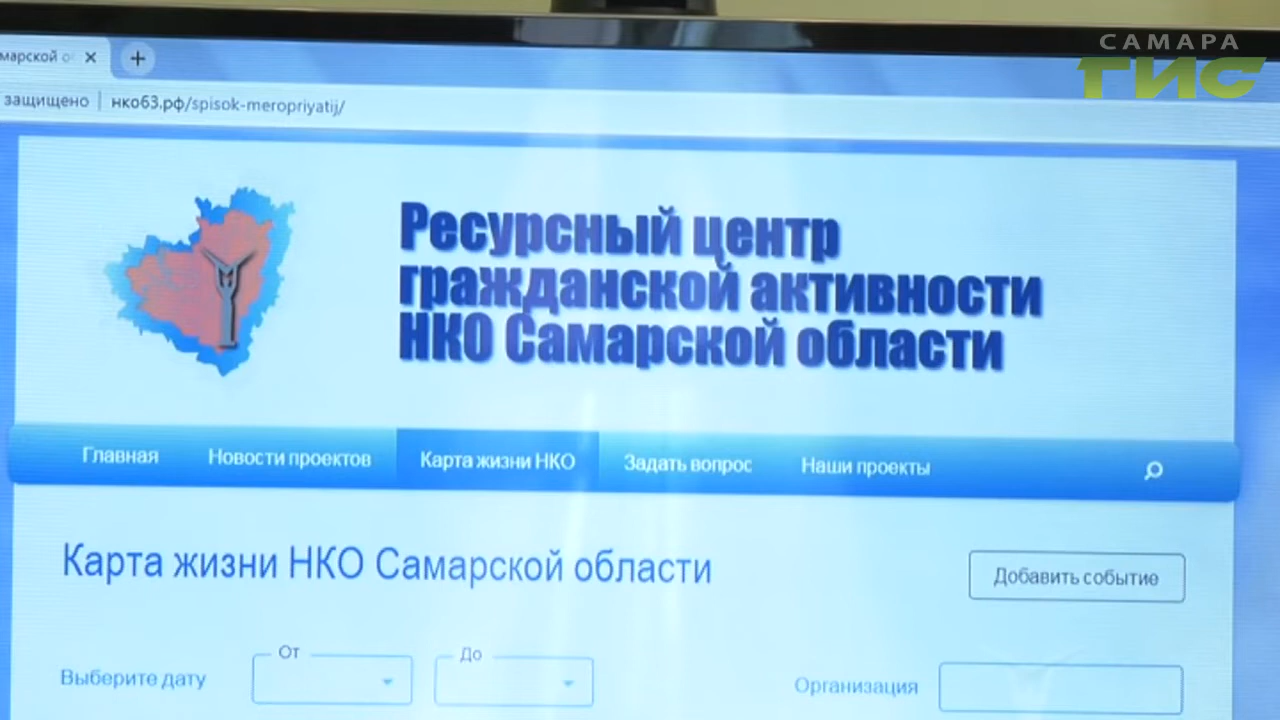 САМАРА
ГИС
марской о
защищено нко63.рф/spisok-meropriyatij/
Ресурсный центр
гражданской активности
НКО Самарской области
Главная Новости проектов Карта жизни НКО Задать вопрос Наши проекты
Карта жизни НКО Самарской области
Добавить событие
Выберите дату От До Организация